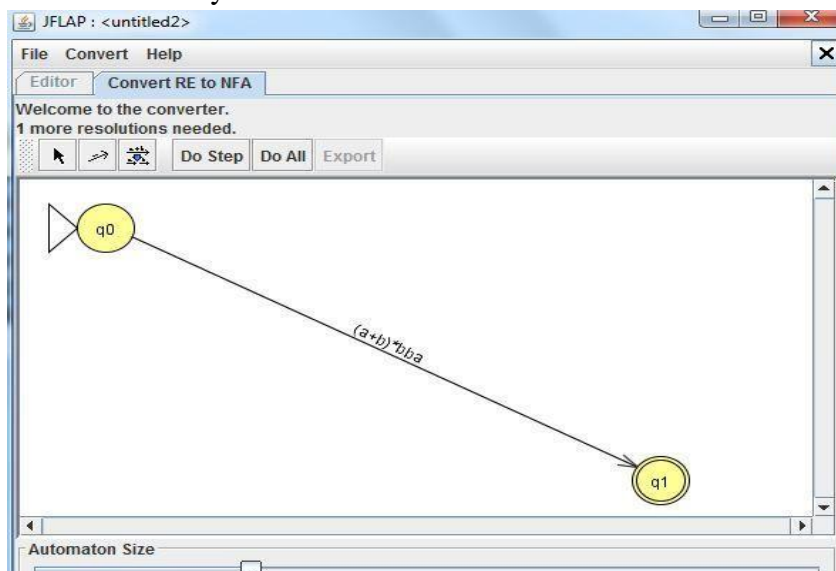 JFLAP : <untitled2>
File Convert Help
Editor Convert RE to NFA
Welcome to the converter.
1 more resolutions needed.
Do Step Do All Export
q0
(a+b)*bba
q1
Automaton Size